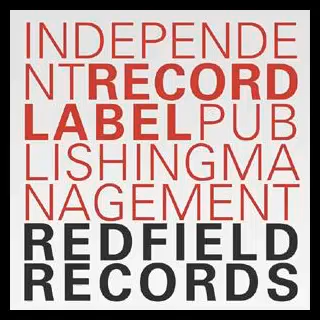 INDEPENDE
NTRECORD
LABELPUB
LISHINGMA
NAGEMENT
REDFIELD
RECORDS